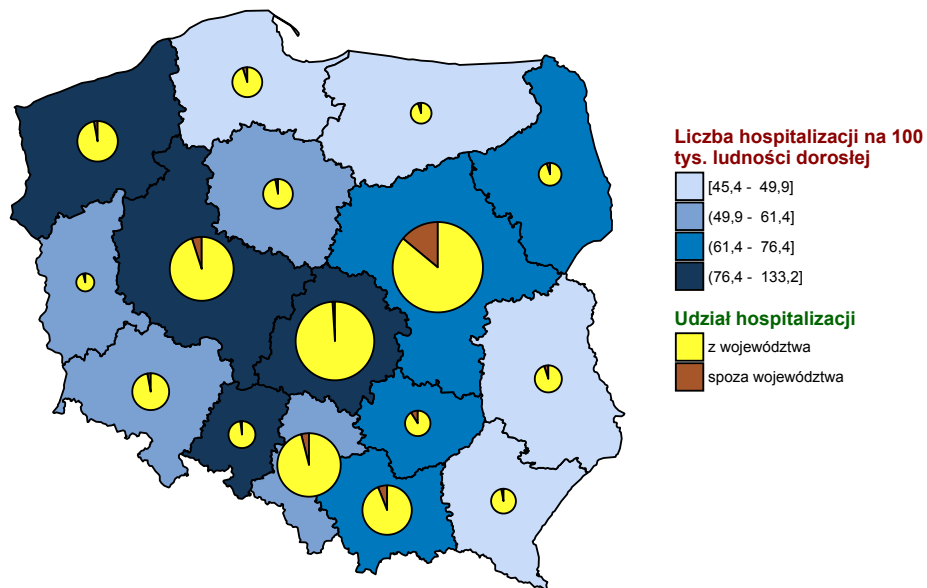 Liczba hospitalizacji na 100
tys. ludności dorosłej
[45,4 - 49,9]
(49,9 - 61,4]
(61,4 - 76,4]
(76,4 - 133,2]
Udział hospitalizacji
z województwa
spoza województwa